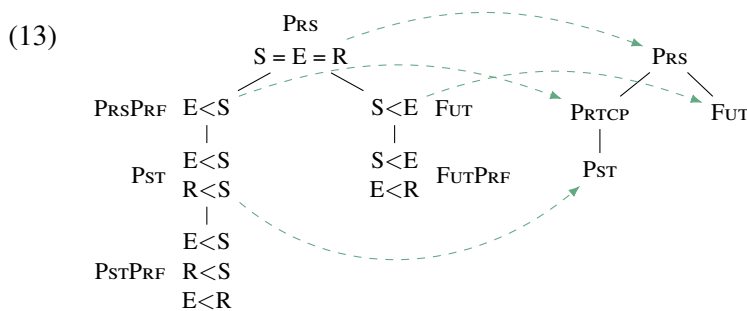 (13)
PRS
S = E = R
PRSPRF E<S
S<E FUT
E<S
PST
R<S
S<E
E<R
FUTPRF
E<S
PSTPRF R<S
E<R
PRS
PRTCP
FUT
PST